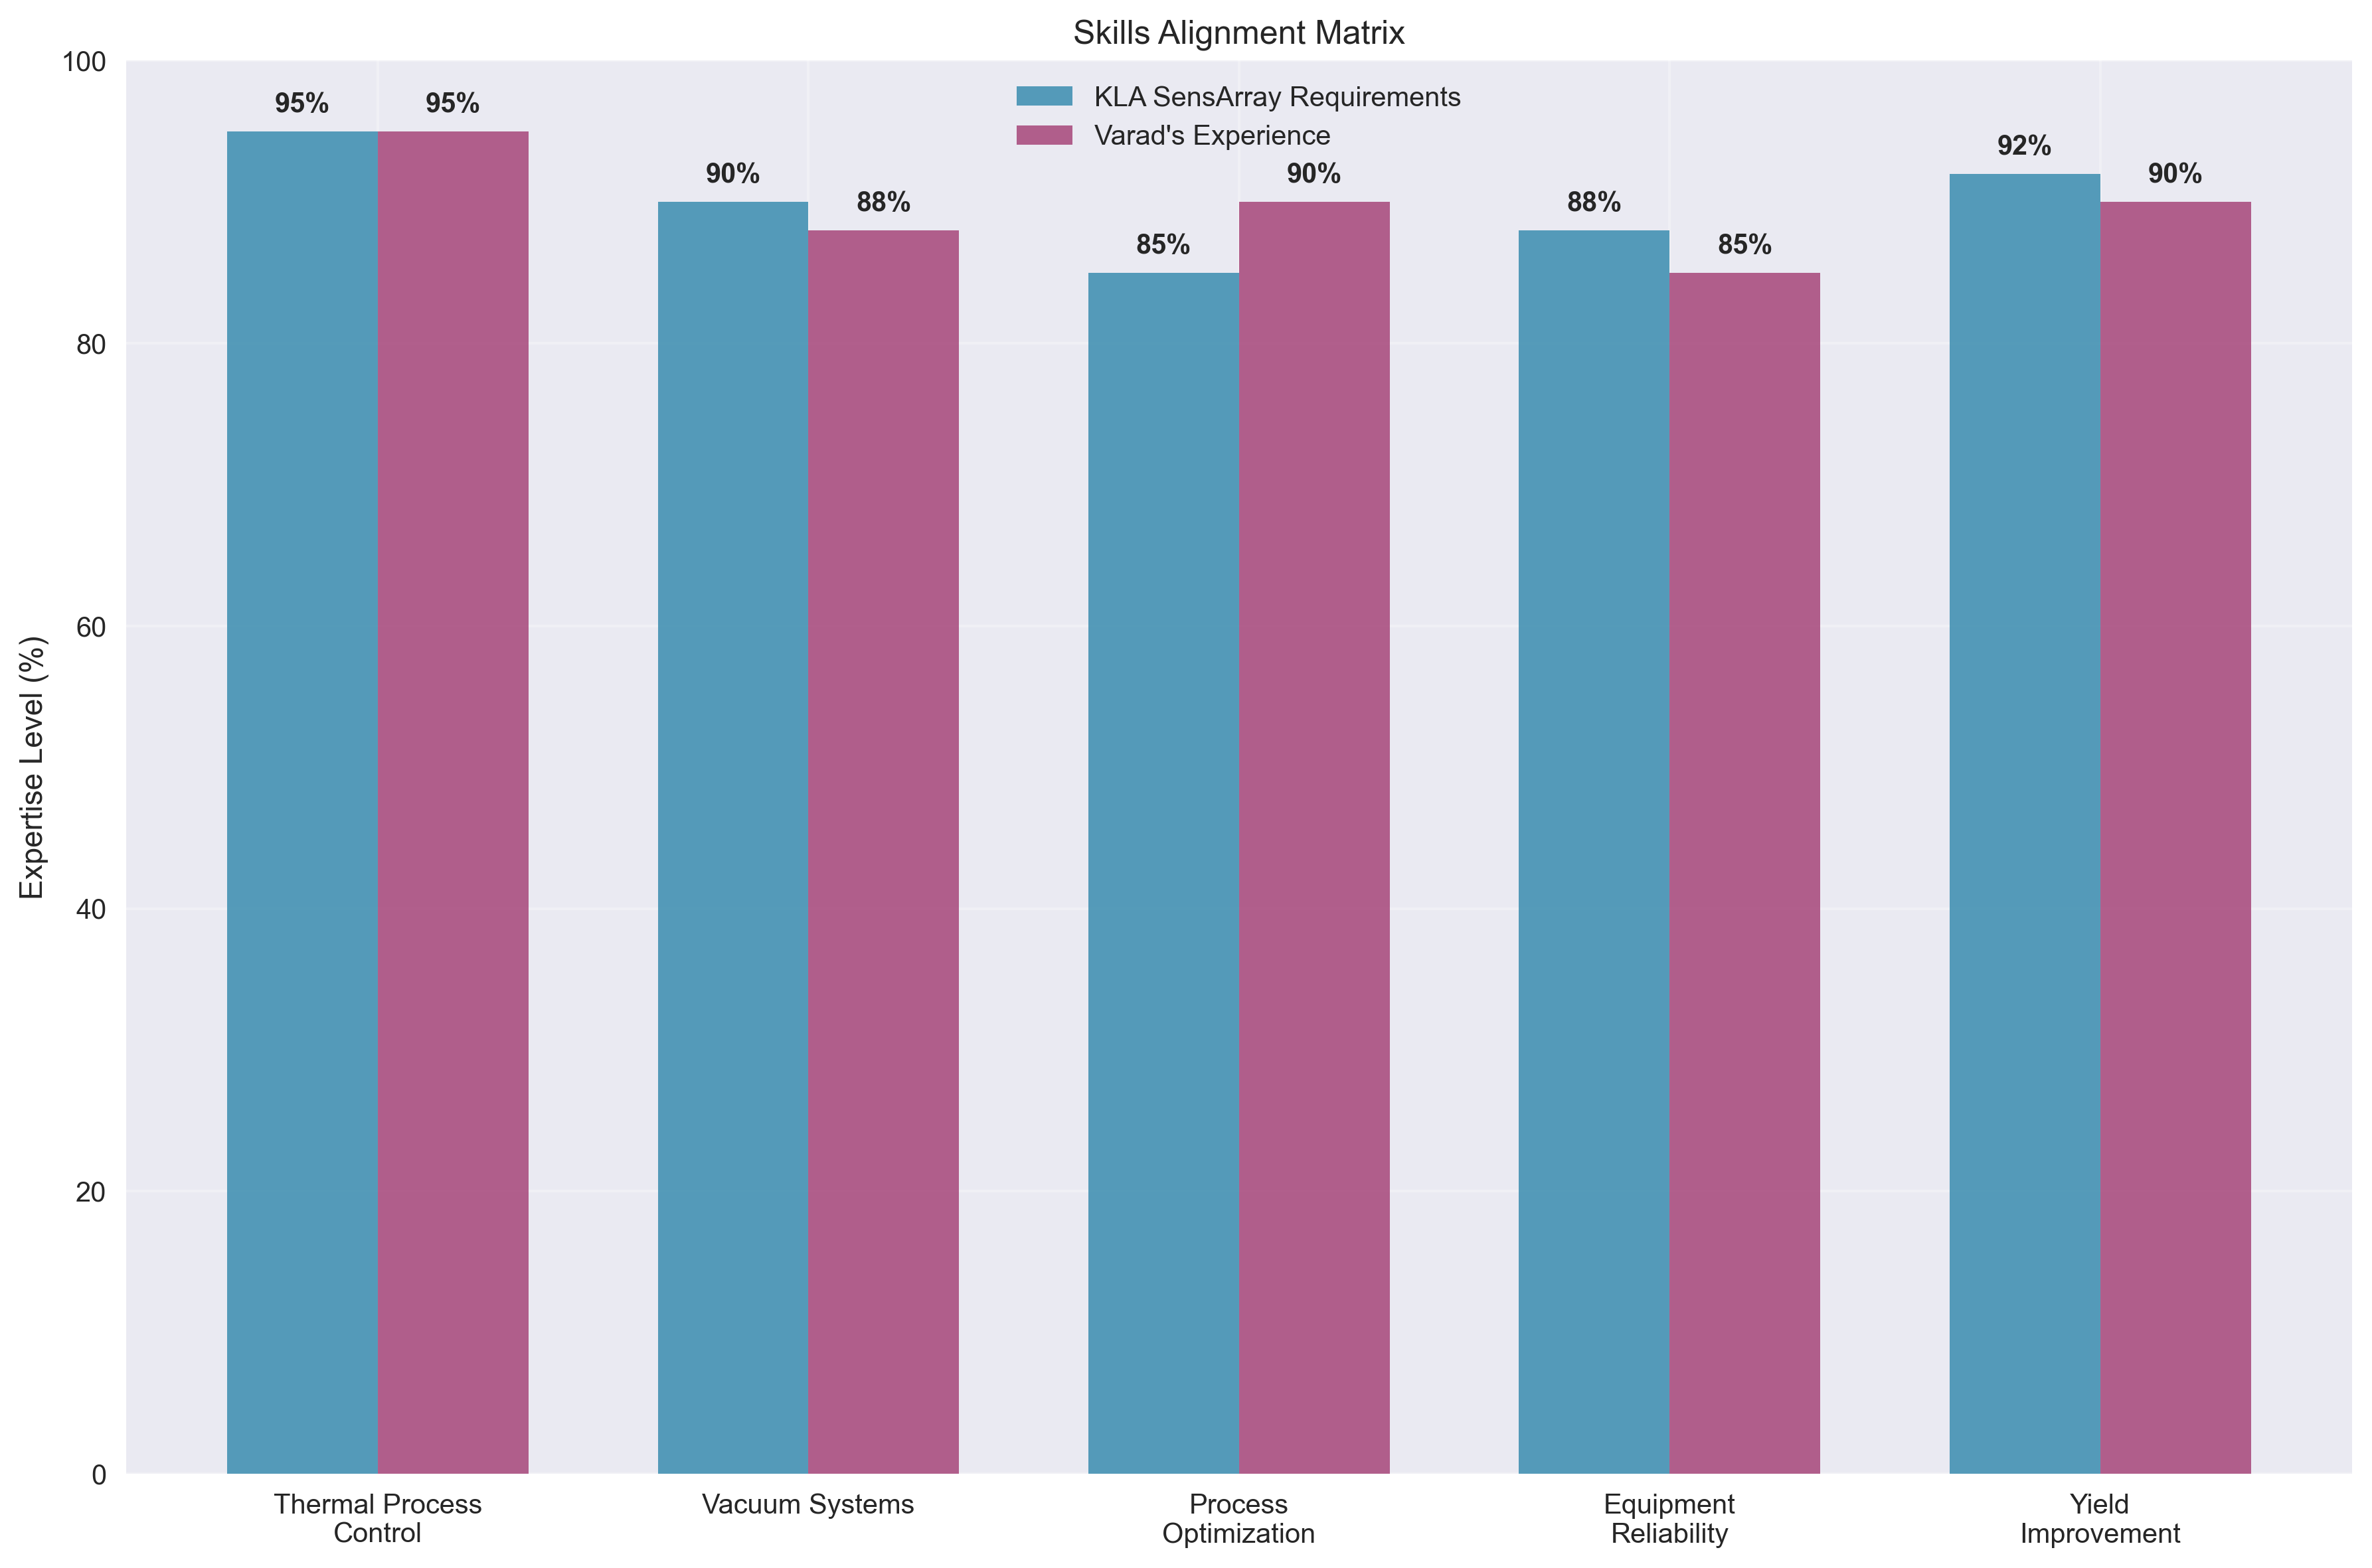 Skills Alignment Matrix
KLA SensArray Requirements
Varad's Experience
Expertise Level (%)
100
80
60
40
20
0
95%
95%
90%
88%
85%
90%
88%
85%
92%
90%
Thermal Process
Control
Vacuum Systems
Process
Optimization
Equipment
Reliability
Yield
Improvement